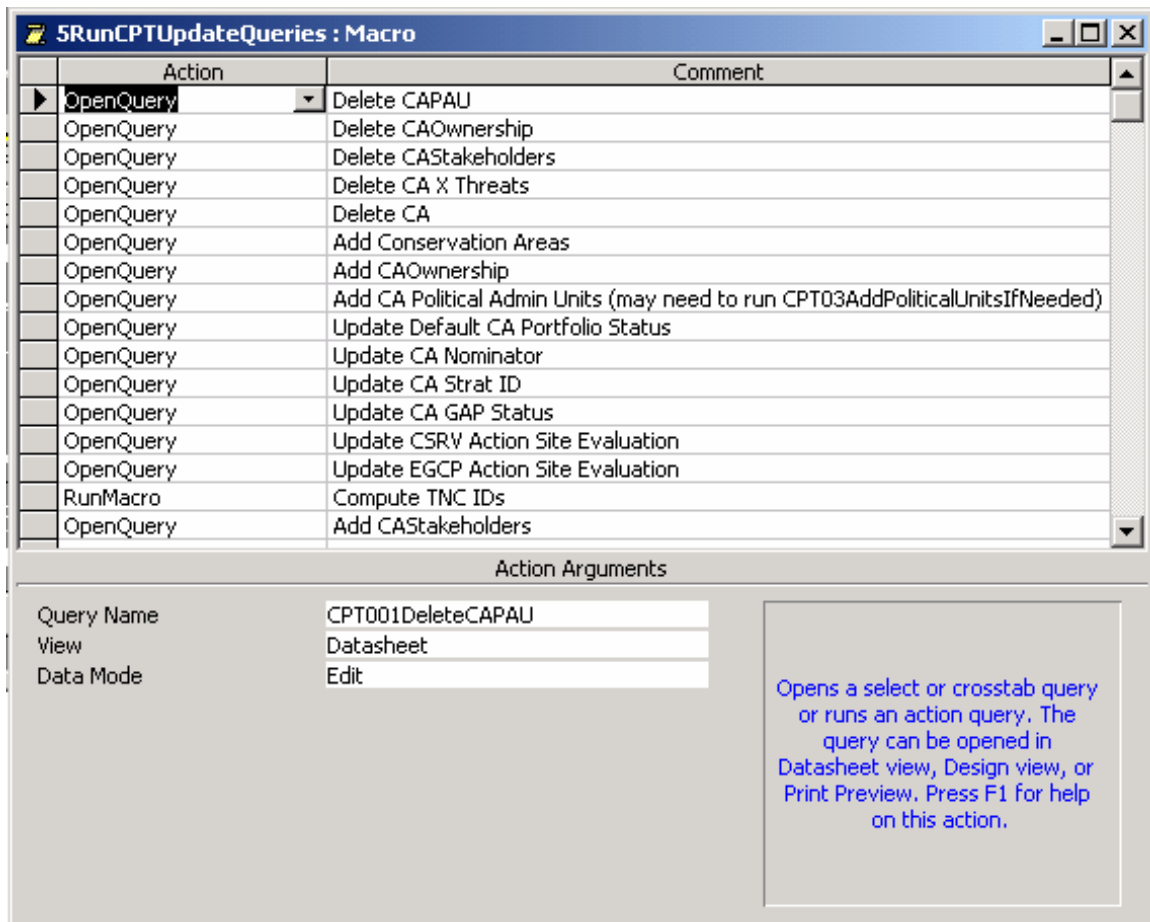 5RunCPTUpdateQueries : Macro
Action Comment
OpenQuery Delete CAPAU
OpenQuery Delete CAOwnership
OpenQuery Delete CAStakeholders
OpenQuery Delete CA X Threats
OpenQuery Delete CA
OpenQuery Add Conservation Areas
OpenQuery Add CAOwnership
OpenQuery Add CA Political Admin Units (may need to run CPT03AddPoliticalUnitsIfNeeded)
OpenQuery Update Default CA Portfolio Status
OpenQuery Update CA Nominator
OpenQuery Update CA Strat ID
OpenQuery Update CA GAP Status
OpenQuery Update CSRV Action Site Evaluation
OpenQuery Update EGCP Action Site Evaluation
RunMacro Compute TNC IDs
OpenQuery Add CAStakeholders
Action Arguments
Query Name CPT001DeleteCAPAU
View Datasheet
Data Mode Edit
Opens a select or crosstab query
or runs an action query. The
query can be opened in
Datasheet view, Design view, or
Print Preview. Press F1 for help
on this action.